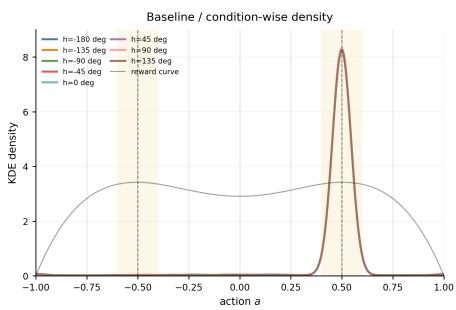 Baseline / condition-wise density
h=-180 deg
h=-135 deg
h=-90 deg
h=-45 deg
h=0 deg
h=45 deg
h=90 deg
h=135 deg
reward curve
KDE density
8
6
4
2
0
−1.00 −0.75 −0.50 −0.25 0.00 0.25 0.50 0.75 1.00
action a